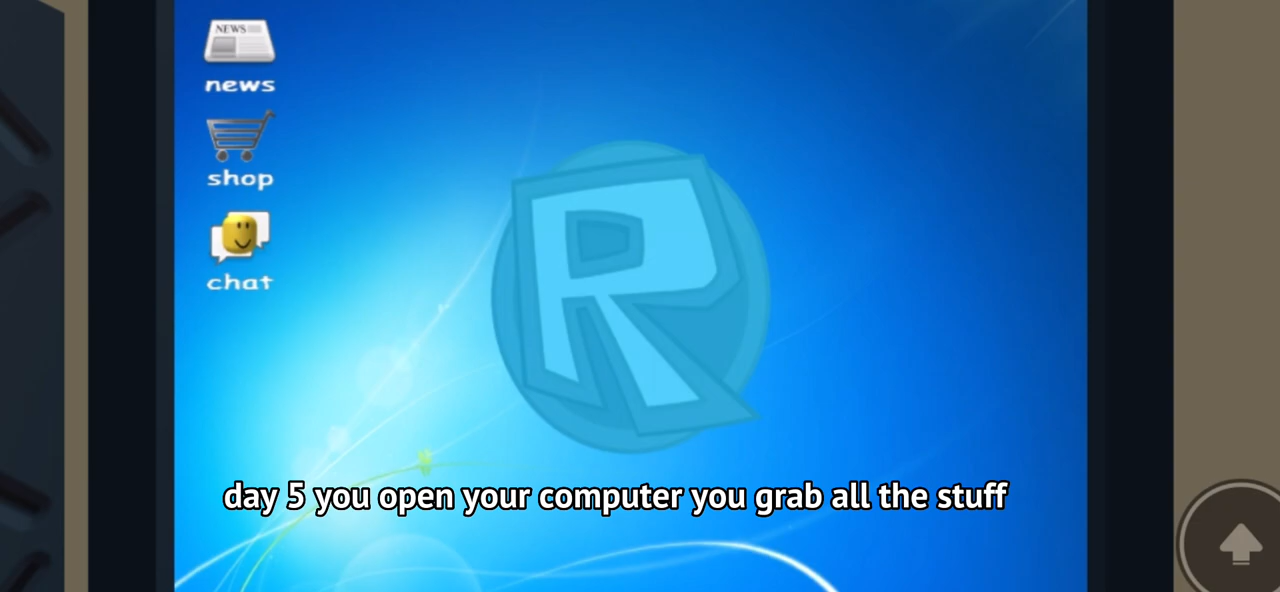 NEWS
news
shop
chat
R
day 5 you open your computer you grab all the stuff